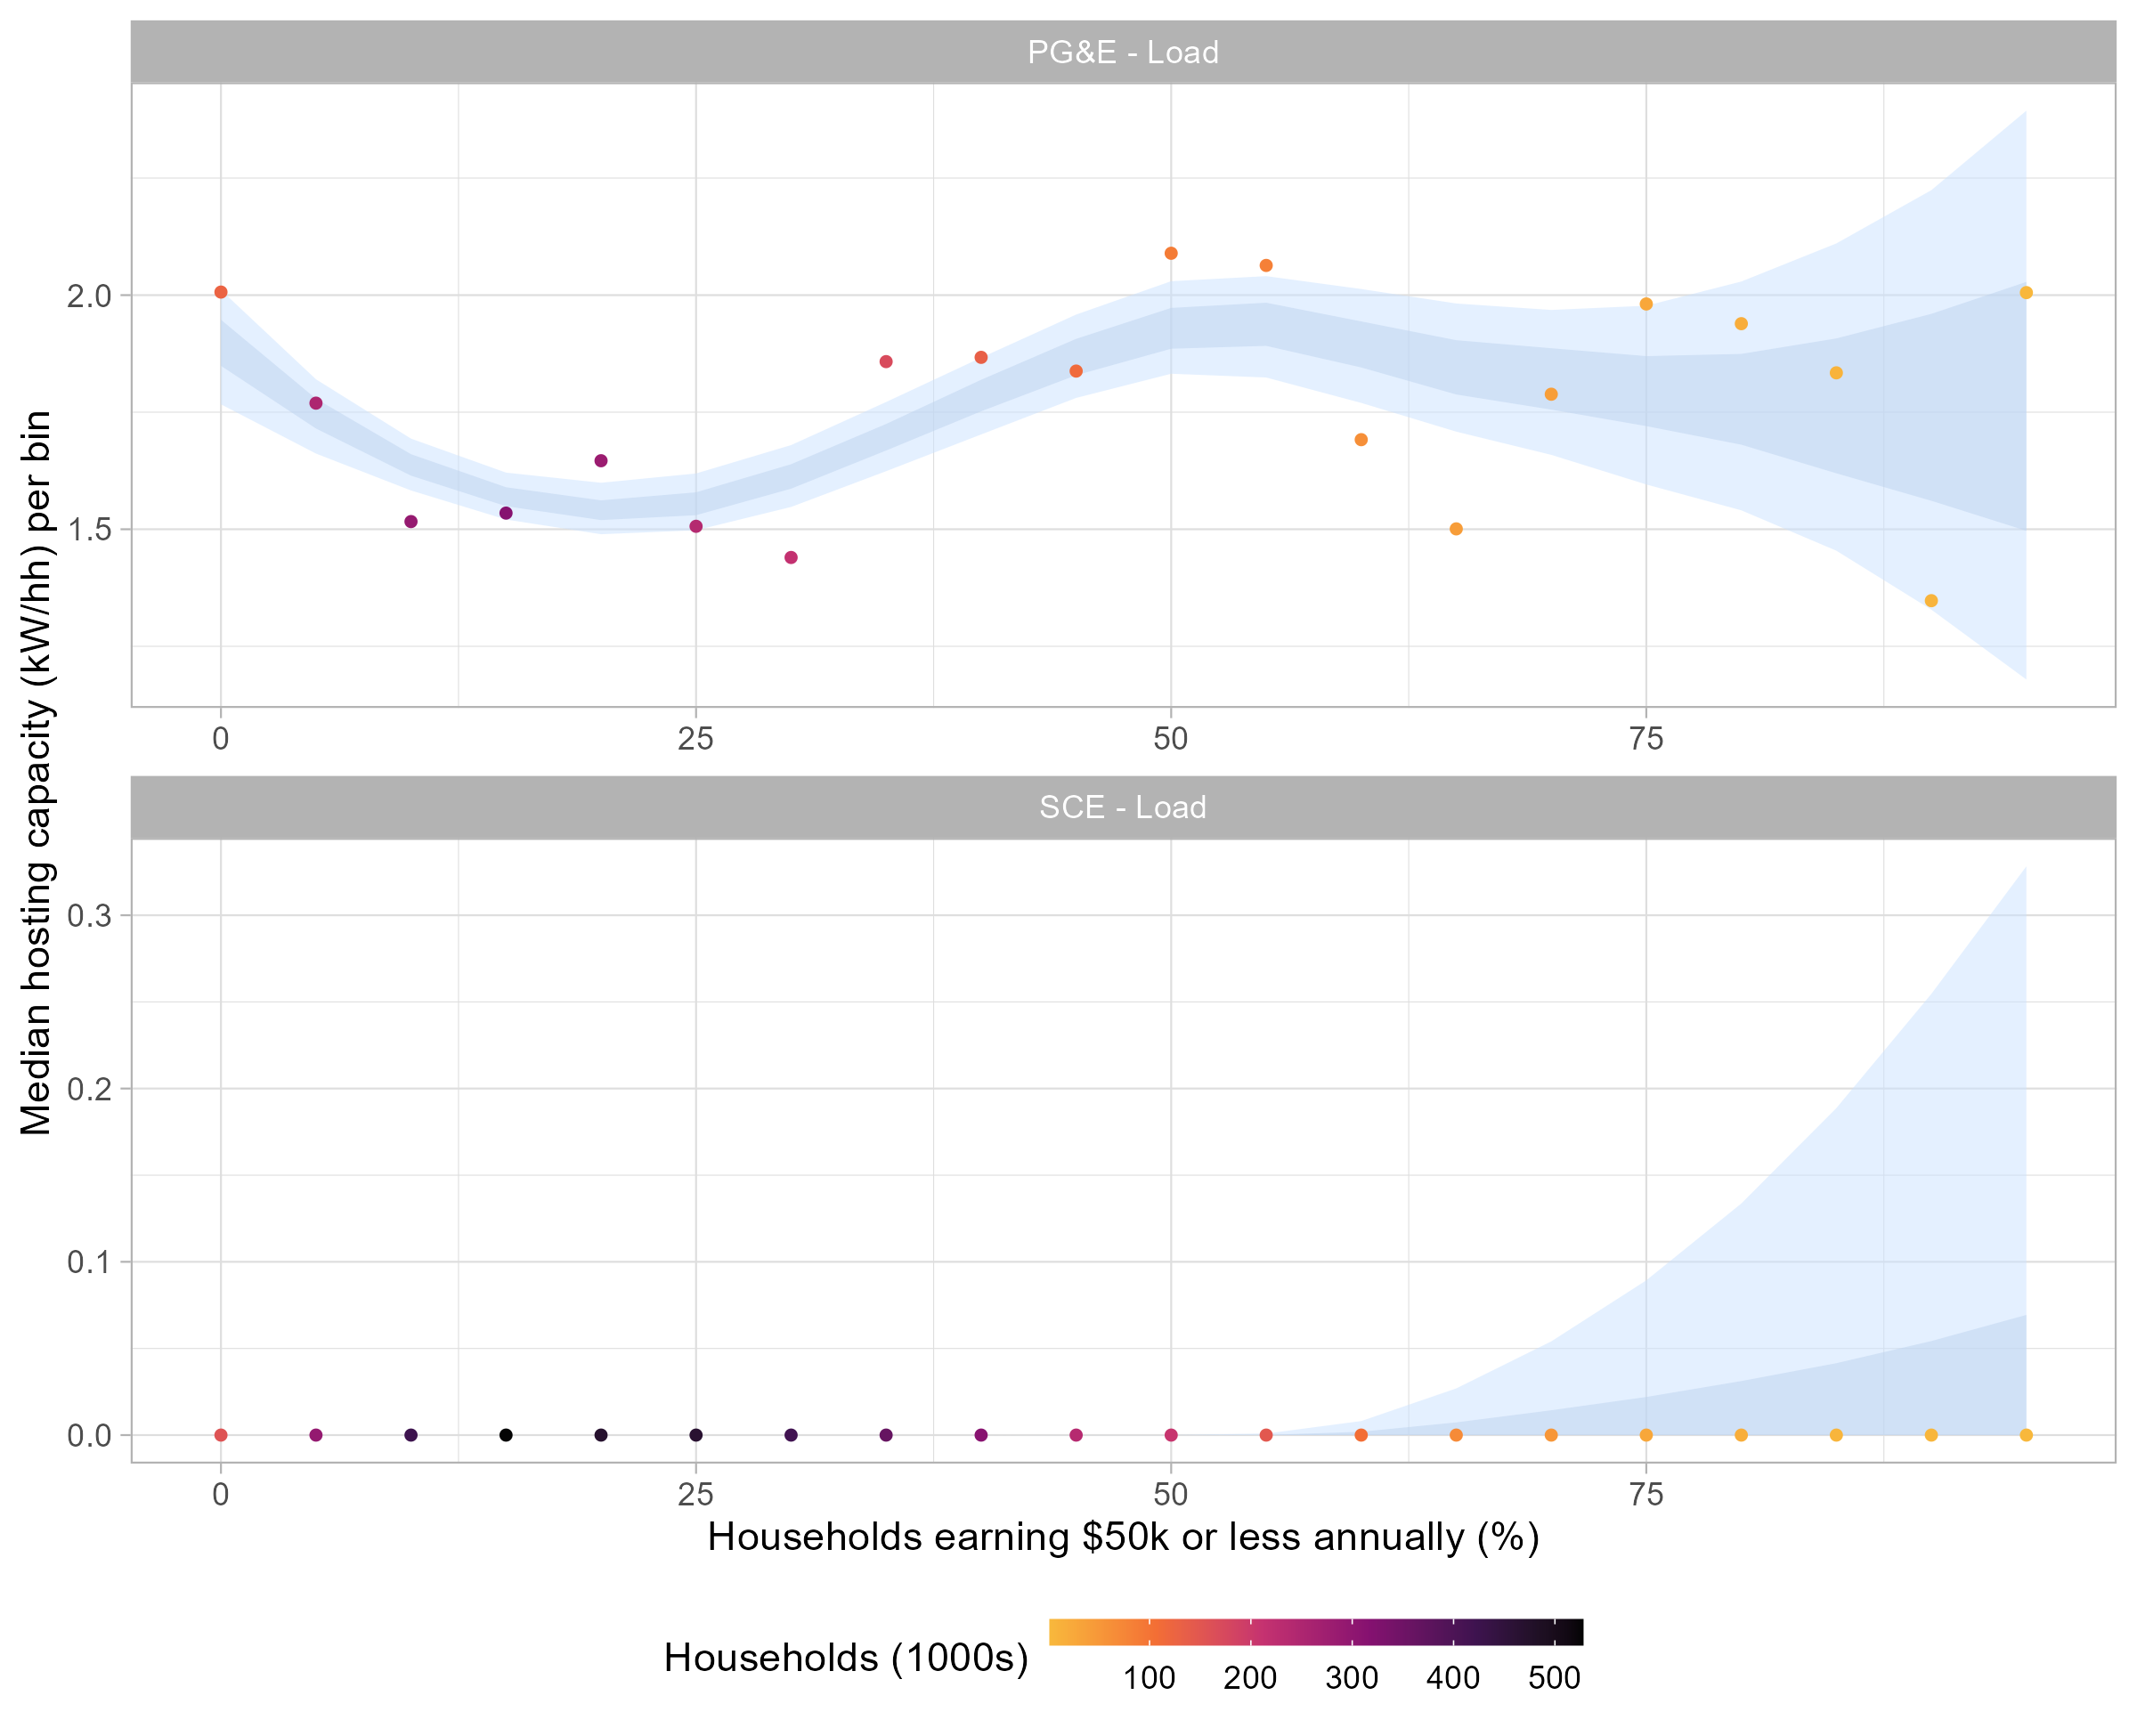 PG&E - Load
2.0
1.5
0 25 50 75
Median hosting capacity (kW/hh) per bin
SCE - Load
0.3
0.2
0.1
0.0
0 25 50 75
Households earning $50k or less annually (%)
Households (1000s)
100 200 300 400 500